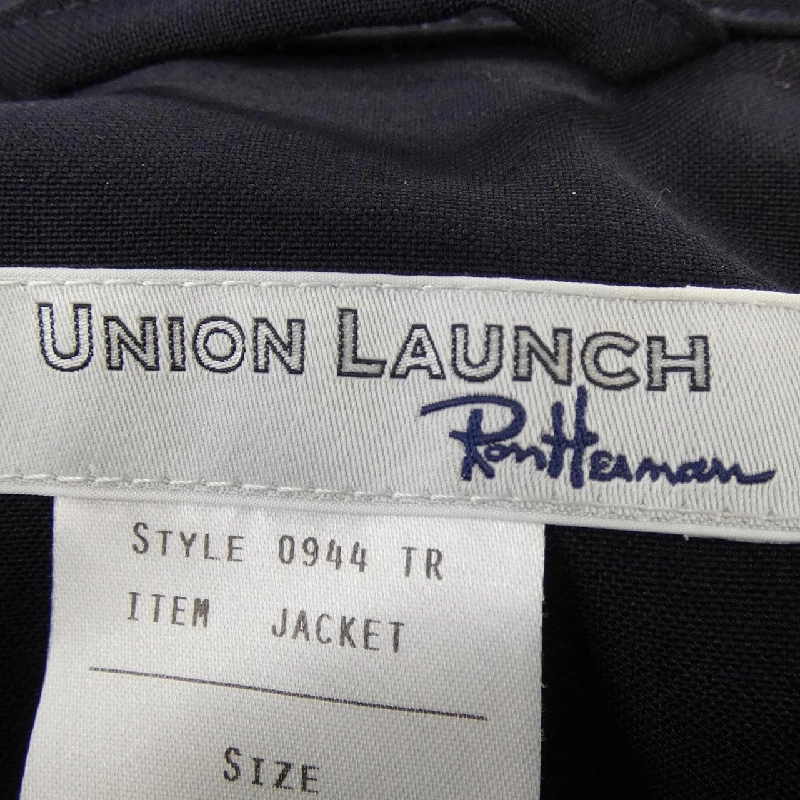 UNION LAUNCH
Ron Herman
STYLE 0944 TR
ITEM JACKET
SIZE